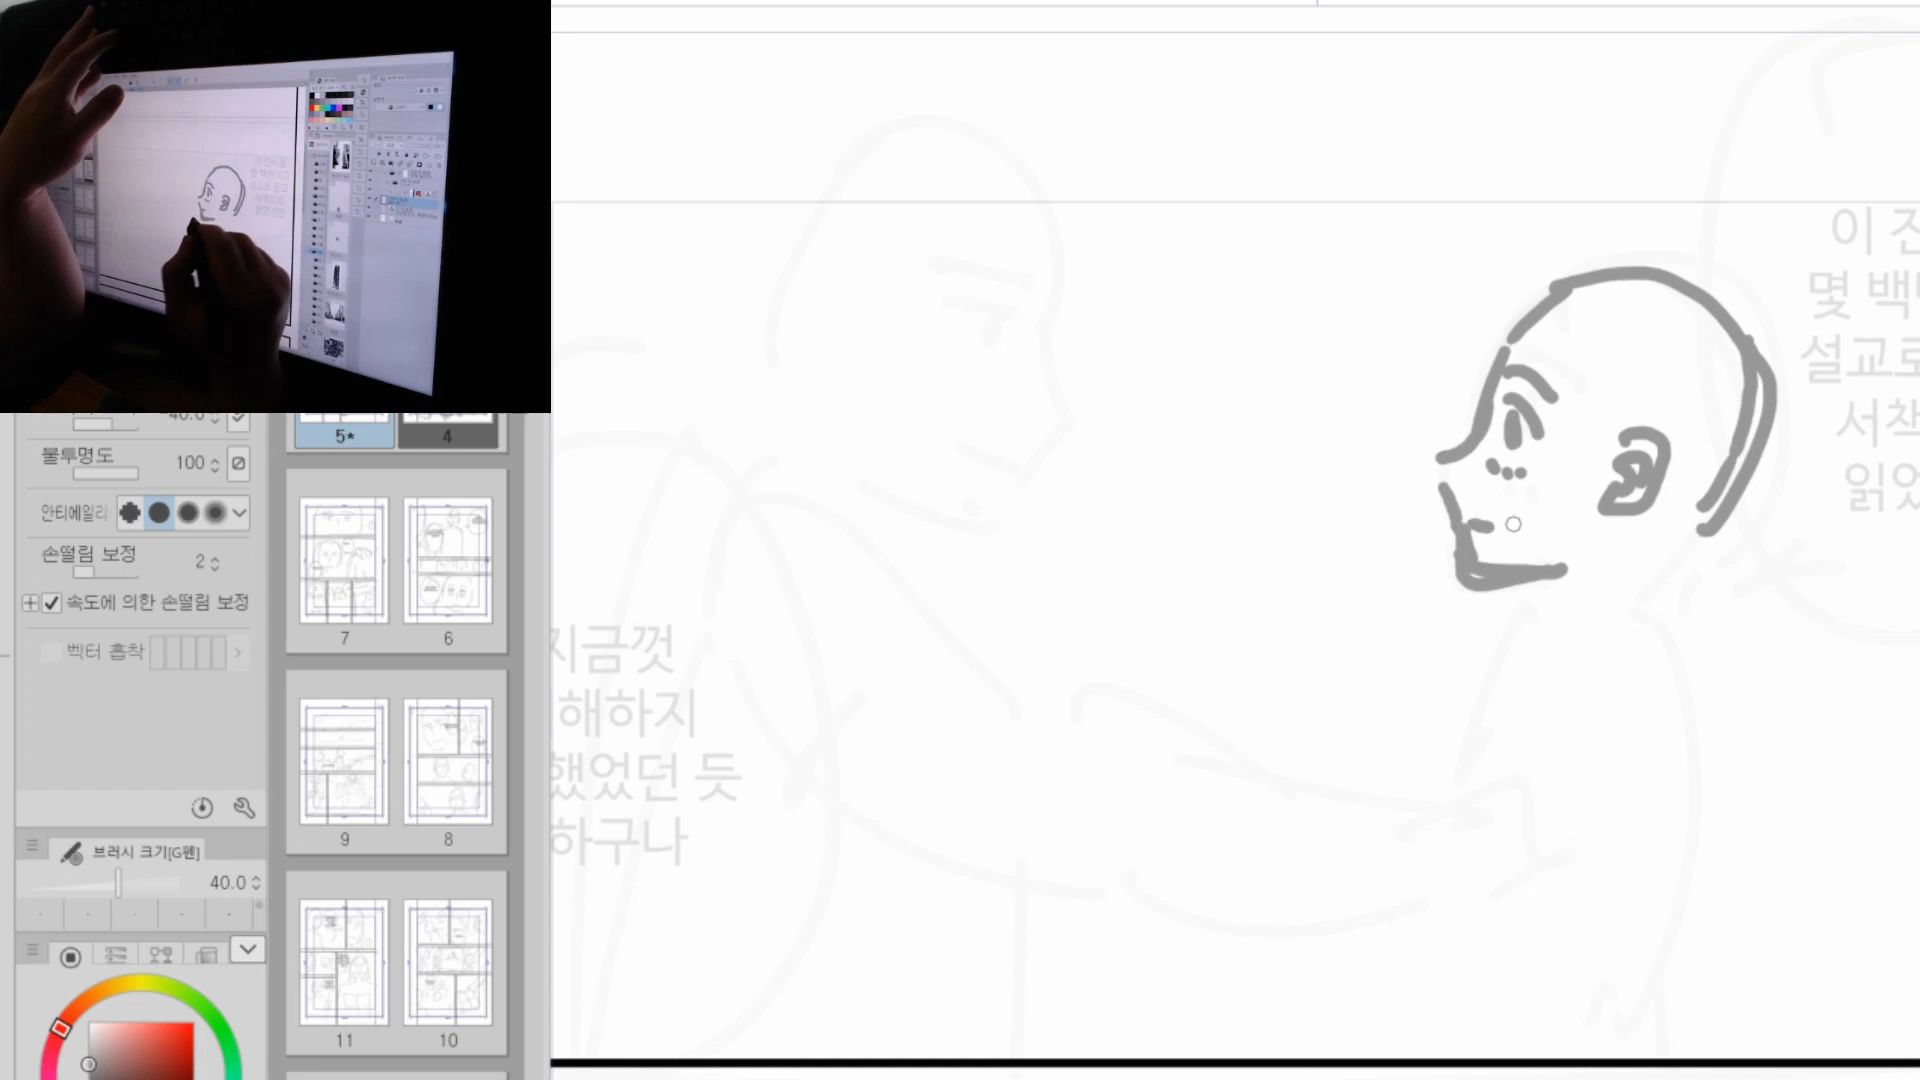 40.0
5*
4
불투명도 100
안티에일리
손떨림 보정 2
속도에 의한 손떨림 보정
벡터 흡착
7
6
9
8
브러시 크기[G펜]
40.0
11
10
이
몇 백
설교로
서책
읽었
지금껏
해하지
했었던 듯
하구나